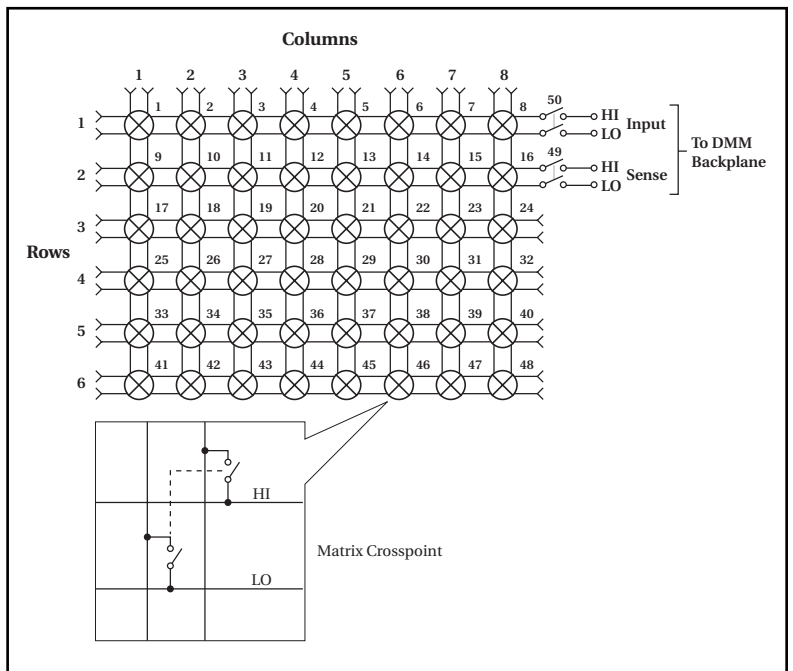 Columns
1 2 3 4 5 6 7 8
1 1 2 3 4 5 6 7 8 50 HI Input
LO
To DMM
Backplane
2 9 10 11 12 13 14 15 16 49 HI Sense
LO
3 17 18 19 20 21 22 23 24
Rows
4 25 26 27 28 29 30 31 32
5 33 34 35 36 37 38 39 40
6 41 42 43 44 45 46 47 48
HI
Matrix Crosspoint
LO